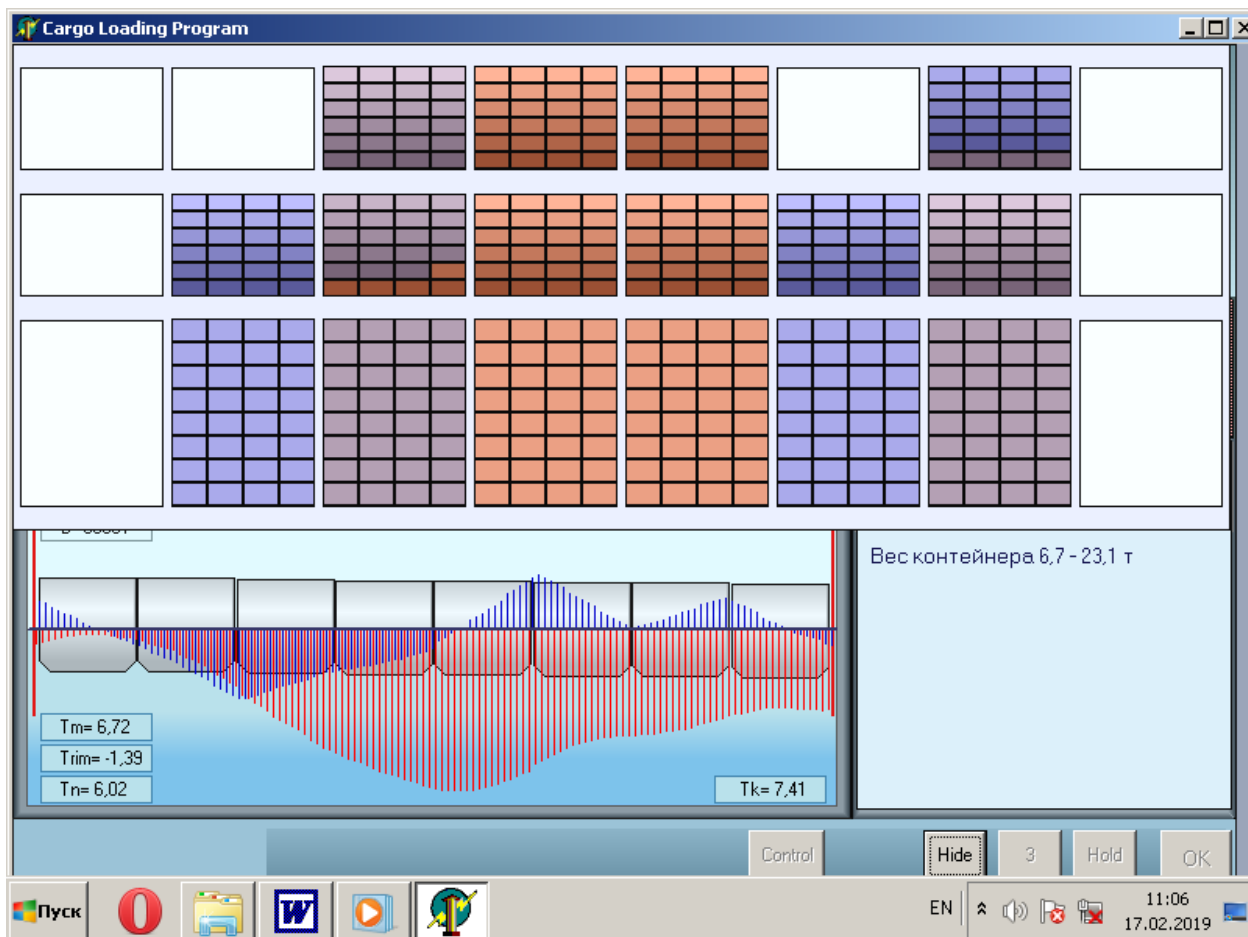 Cargo Loading Program
Вес контейнера 6,7 - 23,1 т
Tm= 6,72
Trim= -1,39
Tn= 6,02
Tk= 7,41
Control
Hide
3
Hold
OK
Пуск
W
EN
11:06
17.02.2019